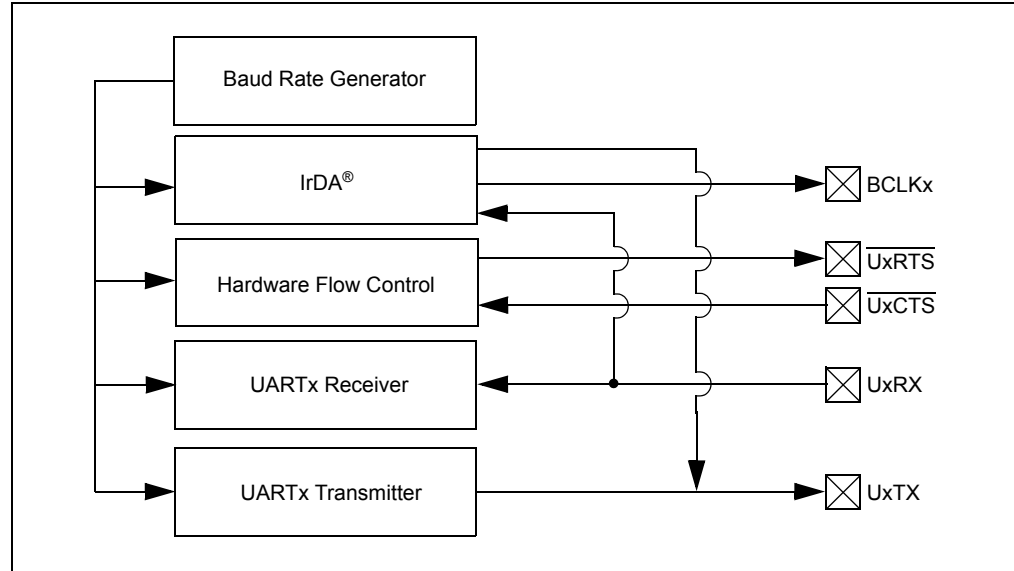 Baud Rate Generator
IrDA®
BCLKx
UxRTS
Hardware Flow Control
UxCTS
UARTx Receiver
UxRX
UARTx Transmitter
UxTX